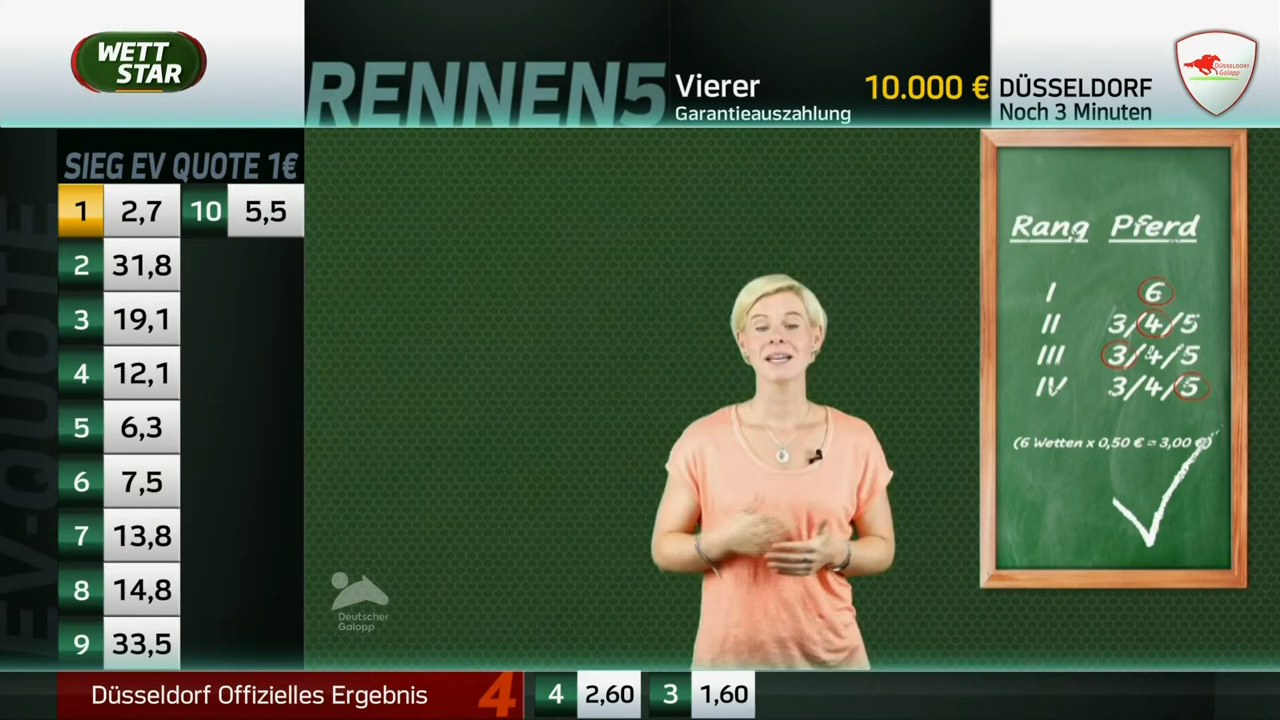 WETT
STAR
RENNEN5
Vierer 10.000 €
Garantieauszahlung
DÜSSELDORF
Noch 3 Minuten
DÜSSELDORF
Galopp
EV-QUOTE
SIEG EV QUOTE 1€
1 2,7 10 5,5
2 31,8
3 19,1
4 12,1
5 6,3
6 7,5
7 13,8
8 14,8
9 33,5
Rang Pferd
I 6
II 3/4/5
III 3/4/5
IV 3/4/5
(6 Wetten x 0,50 € = 3,00 €)
Deutscher
Galopp
Düsseldorf Offizielles Ergebnis 4 4 2,60 3 1,60